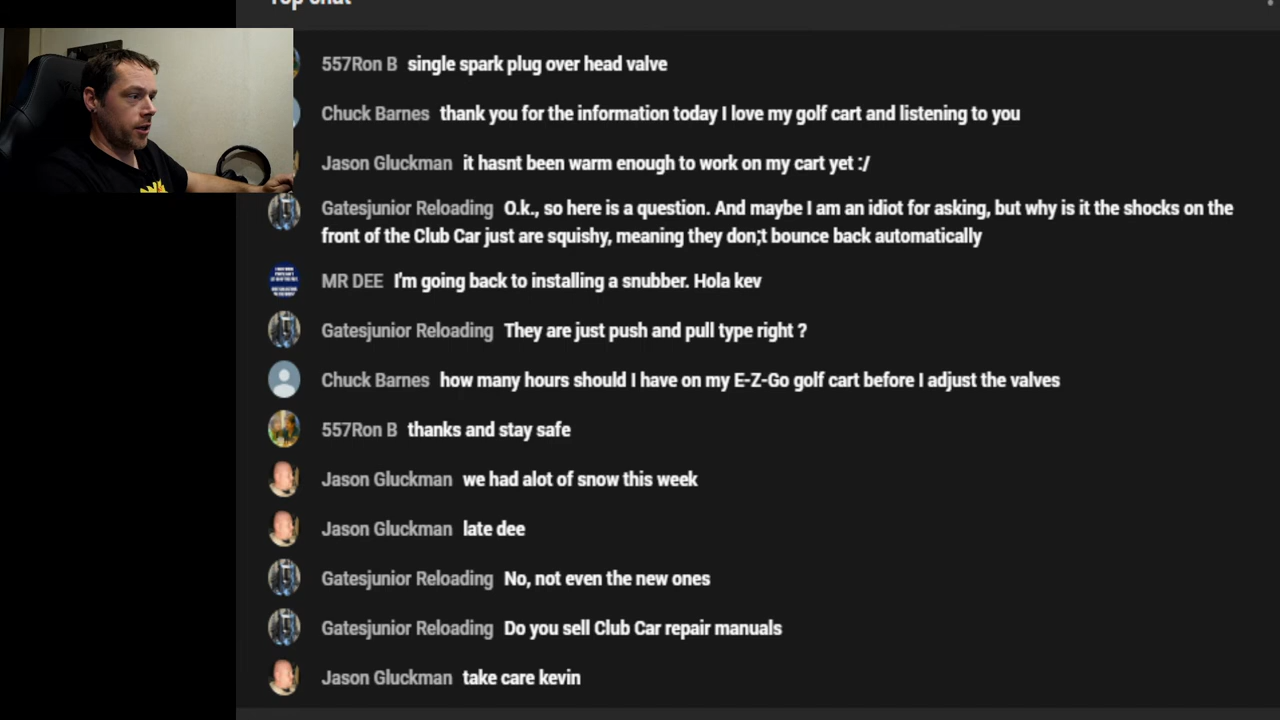 Top chat
557Ron B single spark plug over head valve
Chuck Barnes thank you for the information today I love my golf cart and listening to you
Jason Gluckman it hasnt been warm enough to work on my cart yet :/
Gatesjunior Reloading O.k., so here is a question. And maybe I am an idiot for asking, but why is it the shocks on the
front of the Club Car just are squishy, meaning they don;t bounce back automatically
MR DEE I'm going back to installing a snubber. Hola kev
Gatesjunior Reloading They are just push and pull type right ?
Chuck Barnes how many hours should I have on my E-Z-Go golf cart before I adjust the valves
557Ron B thanks and stay safe
Jason Gluckman we had alot of snow this week
Jason Gluckman late dee
Gatesjunior Reloading No, not even the new ones
Gatesjunior Reloading Do you sell Club Car repair manuals
Jason Gluckman take care kevin